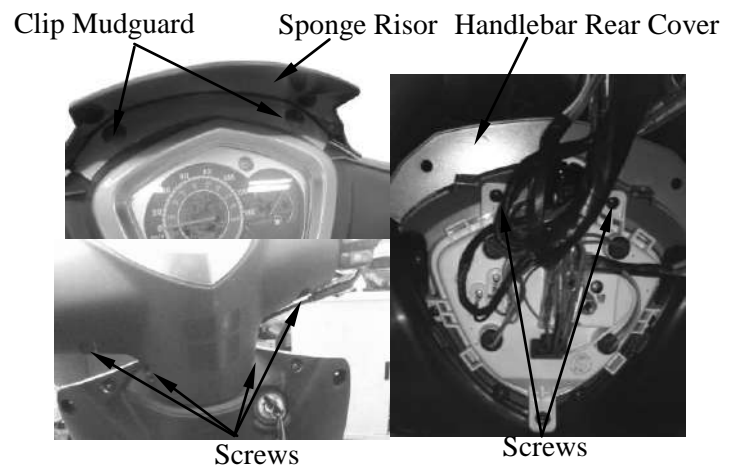 Clip Mudguard
Sponge Risor
Handlebar Rear Cover
Screws
Screws